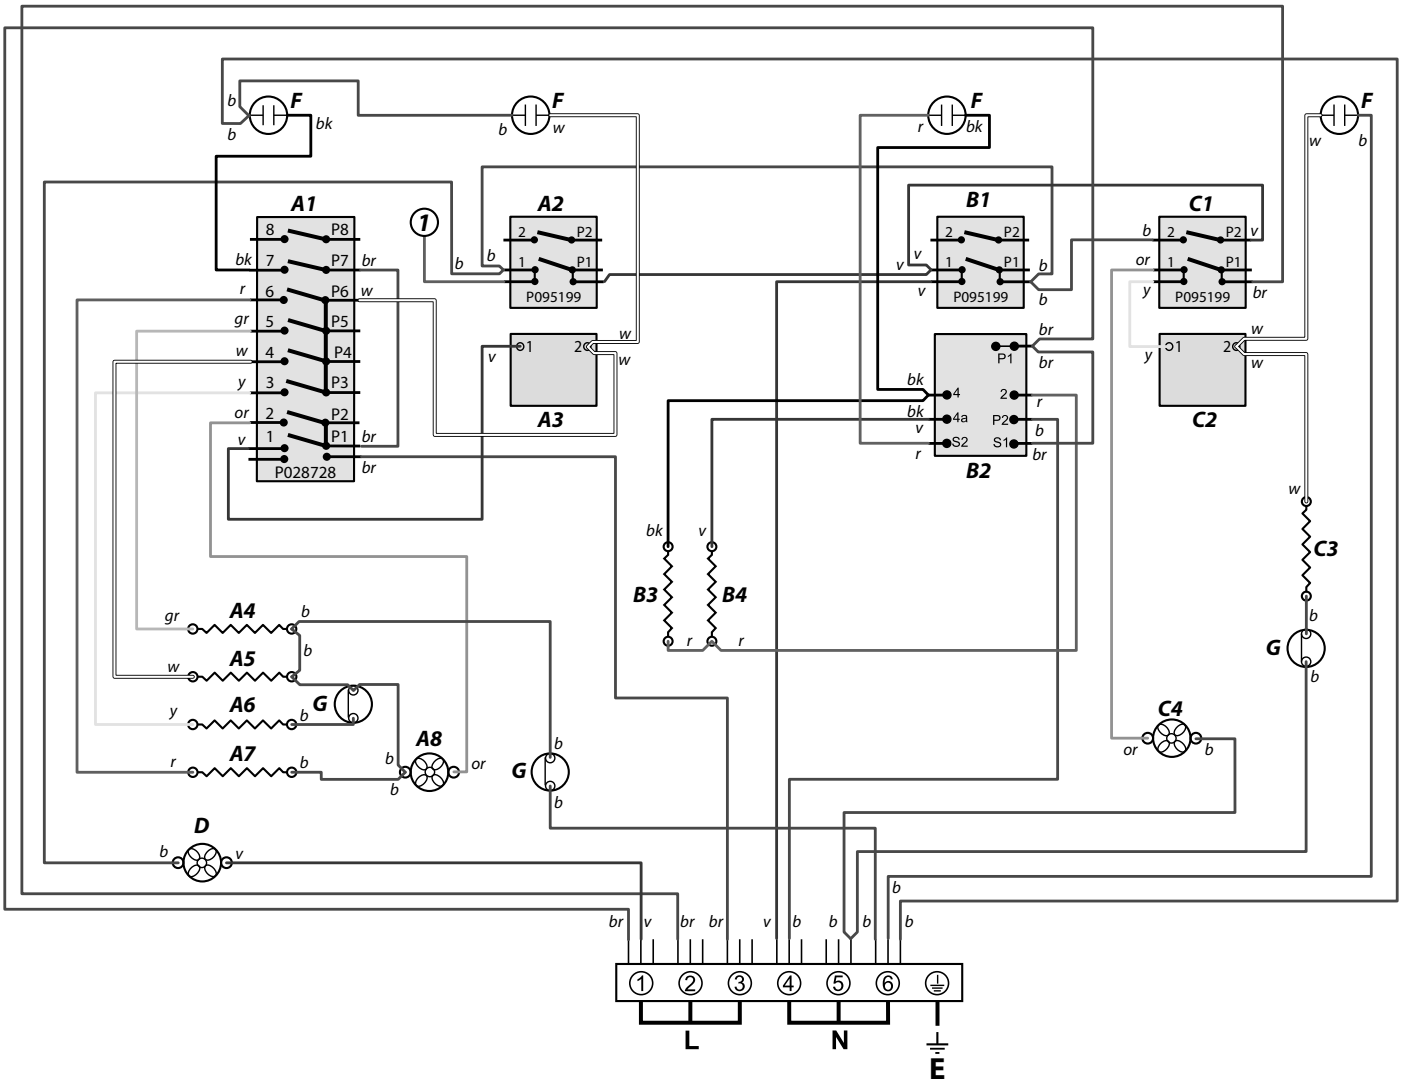 F
b
b
bk
F
b
w
F
r
bk
F
w
b
A1
8 P8
bk 7 P7 br
r 6 P6 w
gr 5 P5
w 4 P4
y 3 P3
or 2 P2
v 1 P1 br
br
P028728
1
A2
b
b
2 P2
1 P1
P095199
v
1 2
w
w
A3
B1
v
v
v
2 P2
1 P1
b
b
P095199
C1
b 2 P2 v
or 1 P1
y
br
P095199
br
P1
br
bk 4 2 r
bk 4a P2 b
v
r S2 S1 br
B2
y
1 2
w
w
C2
bk
v
B3
B4
r
r
w
C3
b
G
b
gr A4 b
b
w A5
y A6 b
G
r A7 b
b
b
A8
or
b
G
b
C4
or
b
D
b
v
br v br br v b b b b b
1 2 3 4 5 6
L N
E